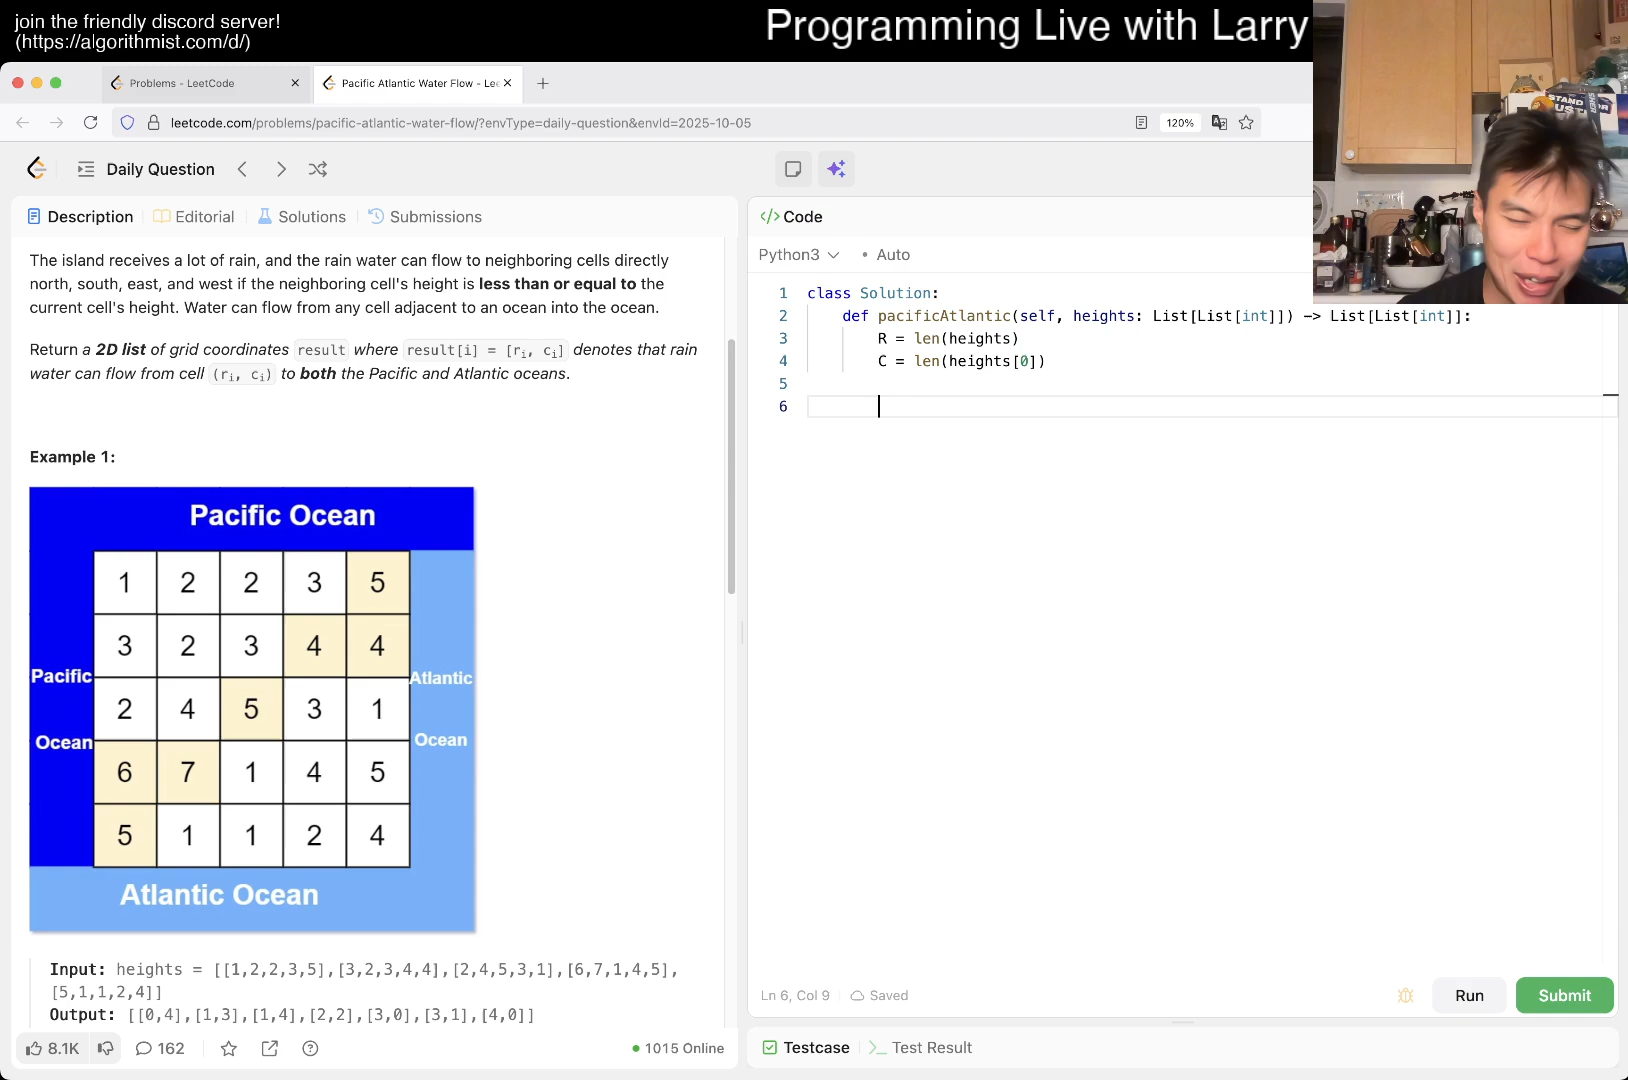 join the friendly discord server!
(https://algorithmist.com/d/)
Programming Live with Larry
Problems - LeetCode
Pacific Atlantic Water Flow - Lee
leetcode.com/problems/pacific-atlantic-water-flow/?envType=daily-question&envId=2025-10-05
120%
Daily Question
Description
Editorial
Solutions
Submissions
The island receives a lot of rain, and the rain water can flow to neighboring cells directly
north, south, east, and west if the neighboring cell's height is less than or equal to the
current cell's height. Water can flow from any cell adjacent to an ocean into the ocean.
Return a 2D list of grid coordinates result where result[i] = [ri, ci] denotes that rain
water can flow from cell (ri, ci) to both the Pacific and Atlantic oceans.
Example 1:
Pacific Ocean
1 2 2 3 5
3 2 3 4 4
Pacific
Atlantic
2 4 5 3 1
Ocean
Ocean
6 7 1 4 5
5 1 1 2 4
Atlantic Ocean
Input: heights = [[1,2,2,3,5],[3,2,3,4,4],[2,4,5,3,1],[6,7,1,4,5],
[5,1,1,2,4]]
Output: [[0,4],[1,3],[1,4],[2,2],[3,0],[3,1],[4,0]]
8.1K
162
1015 Online
</> Code
Python3
Auto
1 class Solution:
2 def pacificAtlantic(self, heights: List[List[int]]) -> List[List[int]]:
3 R = len(heights)
4 C = len(heights[0])
5
6
Ln 6, Col 9
Saved
Run
Submit
Testcase
Test Result
STAND